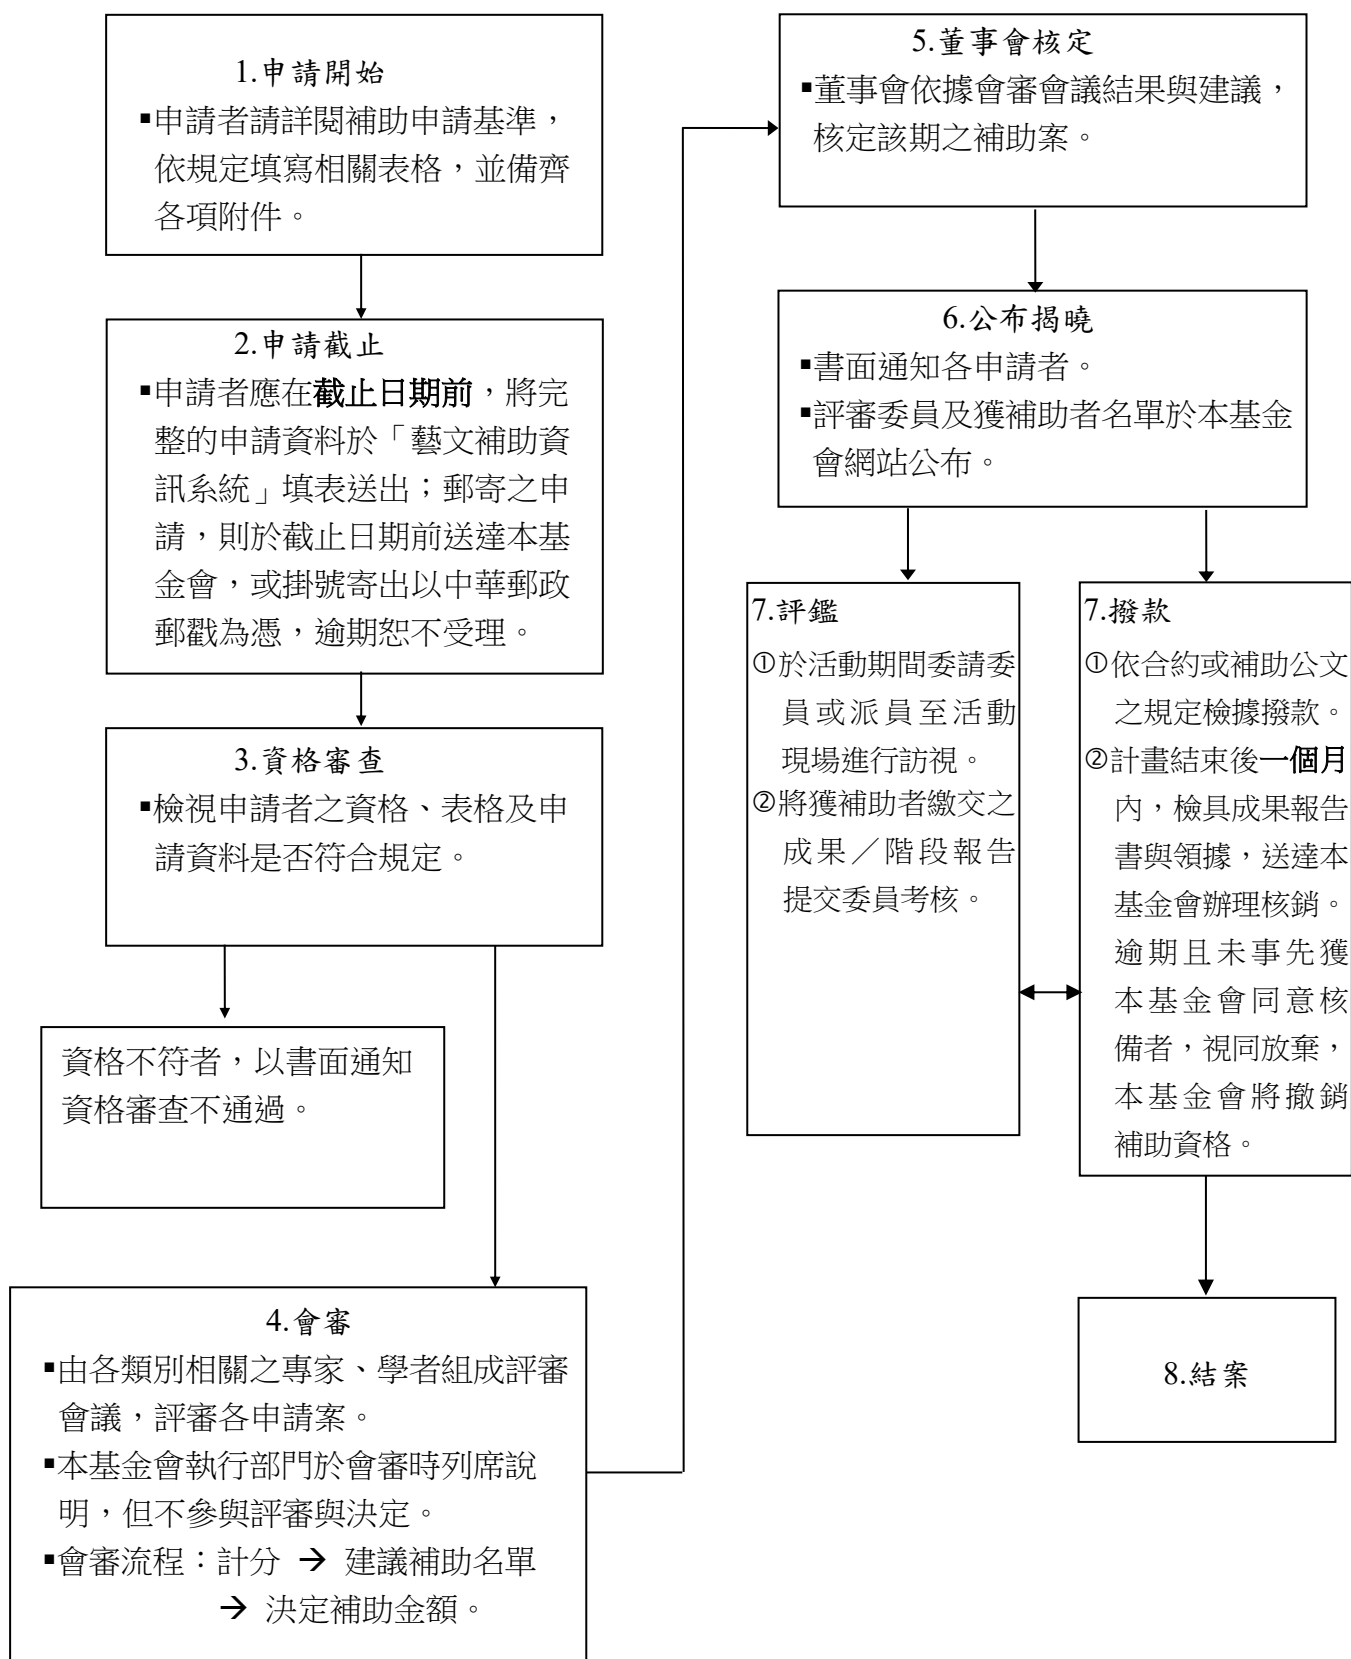 1.申請開始
▪申請者請詳閱補助申請基準，
依規定填寫相關表格，並備齊
各項附件。
2.申請截止
▪申請者應在截止日期前，將完
整的申請資料於「藝文補助資
訊系統」填表送出；郵寄之申
請，則於截止日期前送達本基
金會，或掛號寄出以中華郵政
郵戳為憑，逾期恕不受理。
3.資格審查
▪檢視申請者之資格、表格及申
請資料是否符合規定。
資格不符者，以書面通知
資格審查不通過。
4.會審
▪由各類別相關之專家、學者組成評審
會議，評審各申請案。
▪本基金會執行部門於會審時列席說
明，但不參與評審與決定。
▪會審流程：計分 → 建議補助名單
→ 決定補助金額。
5.董事會核定
▪董事會依據會審會議結果與建議，
核定該期之補助案。
6.公布揭曉
▪書面通知各申請者。
▪評審委員及獲補助者名單於本基金
會網站公布。
7.評鑑
①於活動期間委請委
員或派員至活動
現場進行訪視。
②將獲補助者繳交之
成果／階段報告
提交委員考核。
7.撥款
①依合約或補助公文
之規定檢據撥款。
②計畫結束後一個月
內，檢具成果報告
書與領據，送達本
基金會辦理核銷。
逾期且未事先獲
本基金會同意核
備者，視同放棄，
本基金會將撤銷
補助資格。
8.結案